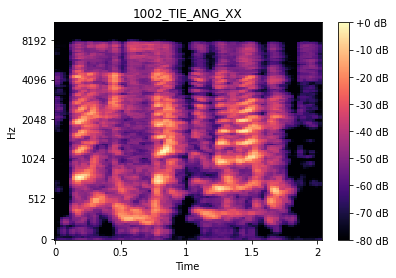 1002_TIE_ANG_XX
Hz
8192
4096
2048
1024
512
0
0
0.5
1
1.5
2
Time
+0 dB
-10 dB
-20 dB
-30 dB
-40 dB
-50 dB
-60 dB
-70 dB
-80 dB